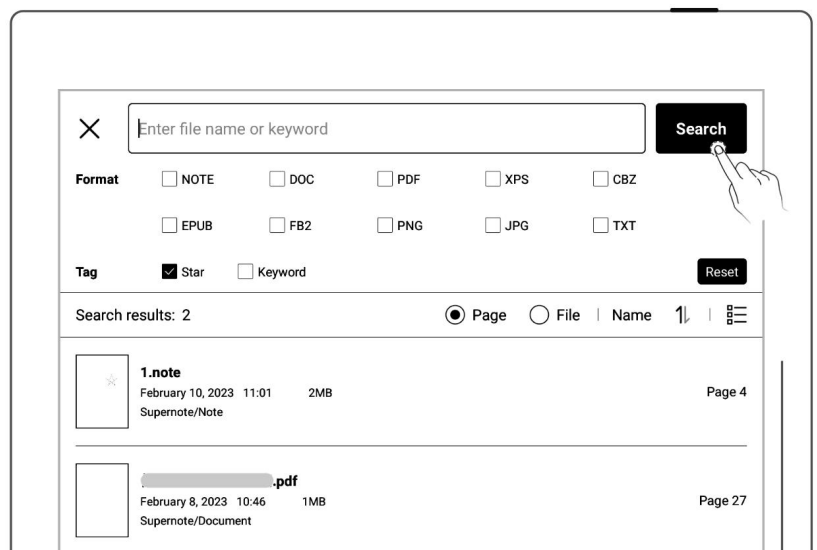 Enter file name or keyword
Search
Format NOTE DOC PDF XPS CBZ
EPUB FB2 PNG JPG TXT
Tag Star Keyword Reset
Search results: 2 Page File | Name |
1.note
February 10, 2023 11:01 2MB Page 4
Supernote/Note
.pdf
February 8, 2023 10:46 1MB Page 27
Supernote/Document